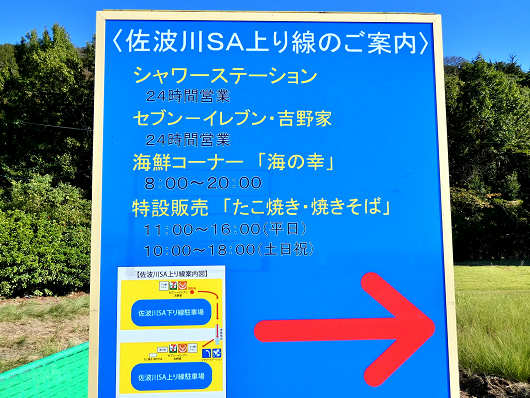 〈佐波川SA上り線のご案内〉
シャワーステーション
24時間営業
セブンーイレブン・吉野家
24時間営業
海鮮コーナー 「海の幸」
8:00～20:00
特設販売 「たこ焼き・焼きそば」
11:00～16:00(平日)
10:00～18:00(土日祝)
【佐波川SA上り線案内図】
佐波川SA下り線駐車場
佐波川SA上り線駐車場